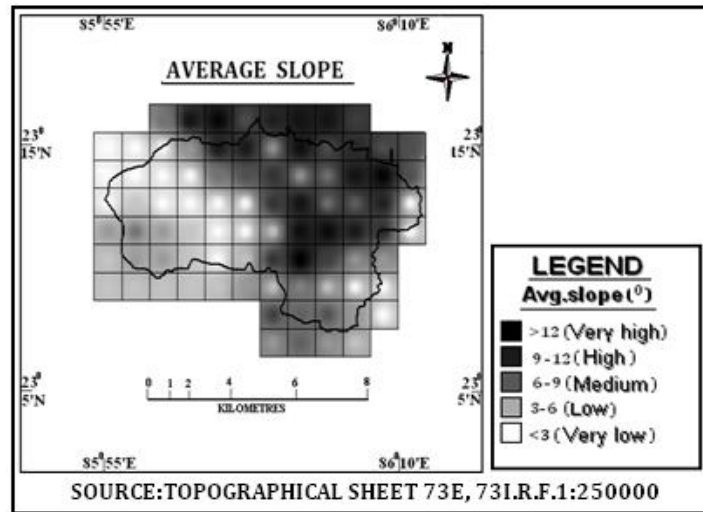 85°55'E 86°10'E
N
AVERAGE SLOPE
23°
15'N
23°
15'N
LEGEND
Avg.slope(⁰)
>12 (Very high)
9-12 (High)
6-9 (Medium)
3-6 (Low)
<3 (Very low)
23°
5'N
23°
5'N
0 1 2 4 6 8
KILOMETRES
85°55'E 86°10'E
SOURCE:TOPOGRAPHICAL SHEET 73E, 73I.R.F.1:250000